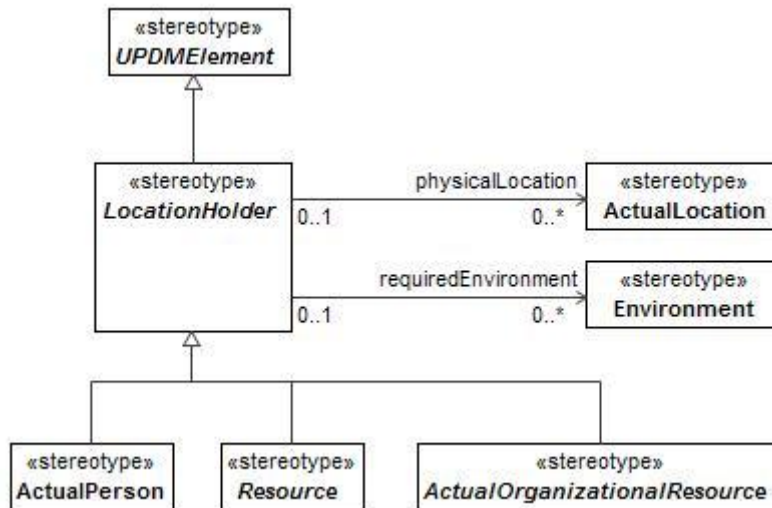 «stereotype»
UPDMElement
«stereotype»
LocationHolder
physicalLocation
0..1
0..*
«stereotype»
ActualLocation
requiredEnvironment
0..1
0..*
«stereotype»
Environment
«stereotype»
ActualPerson
«stereotype»
Resource
«stereotype»
ActualOrganizationalResource